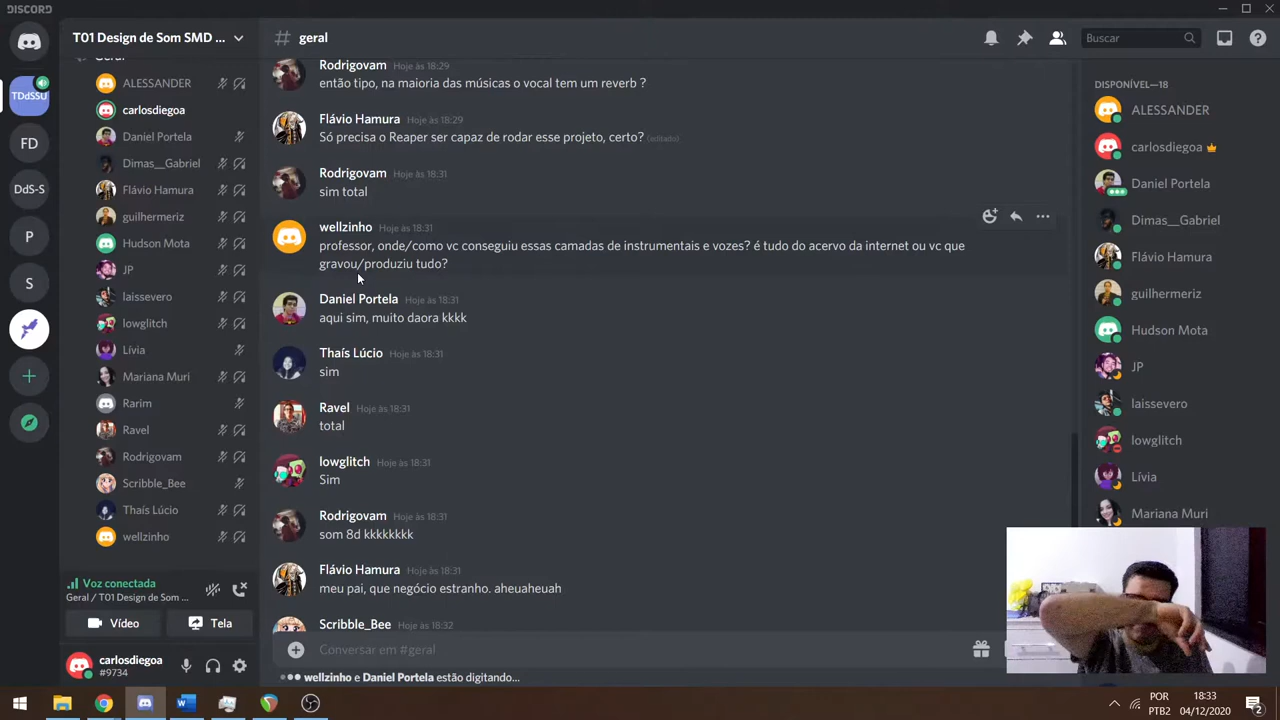 DISCORD
T01 Design de Som SMD ...
geral
Buscar
TDdSSU
FD
DdS-S
P
S
ALESSANDER
carlosdiegoa
Daniel Portela
Dimas__Gabriel
Flávio Hamura
guilhermeriz
Hudson Mota
JP
laissevero
lowglitch
Lívia
Mariana Muri
Rarim
Ravel
Rodrigovam
Scribble_Bee
Thaís Lúcio
wellzinho
Voz conectada
Geral / T01 Design de Som ...
Vídeo
Tela
carlosdiegoa
#9734
Rodrigovam Hoje às 18:29
então tipo, na maioria das músicas o vocal tem um reverb ?
Flávio Hamura Hoje às 18:29
Só precisa o Reaper ser capaz de rodar esse projeto, certo? (editado)
Rodrigovam Hoje às 18:31
sim total
wellzinho Hoje às 18:31
professor, onde/como vc conseguiu essas camadas de instrumentais e vozes? é tudo do acervo da internet ou vc que
gravou/produziu tudo?
Daniel Portela Hoje às 18:31
aqui sim, muito daora kkkk
Thaís Lúcio Hoje às 18:31
sim
Ravel Hoje às 18:31
total
lowglitch Hoje às 18:31
Sim
Rodrigovam Hoje às 18:31
som 8d kkkkkkkk
Flávio Hamura Hoje às 18:31
meu pai, que negócio estranho. aheuaheuah
Scribble_Bee Hoje às 18:32
Conversar em #geral
wellzinho e Daniel Portela estão digitando...
DISPONÍVEL—18
ALESSANDER
carlosdiegoa
Daniel Portela
Dimas__Gabriel
Flávio Hamura
guilhermeriz
Hudson Mota
JP
laissevero
lowglitch
Lívia
Mariana Muri
POR
PTB2
18:33
04/12/2020
2